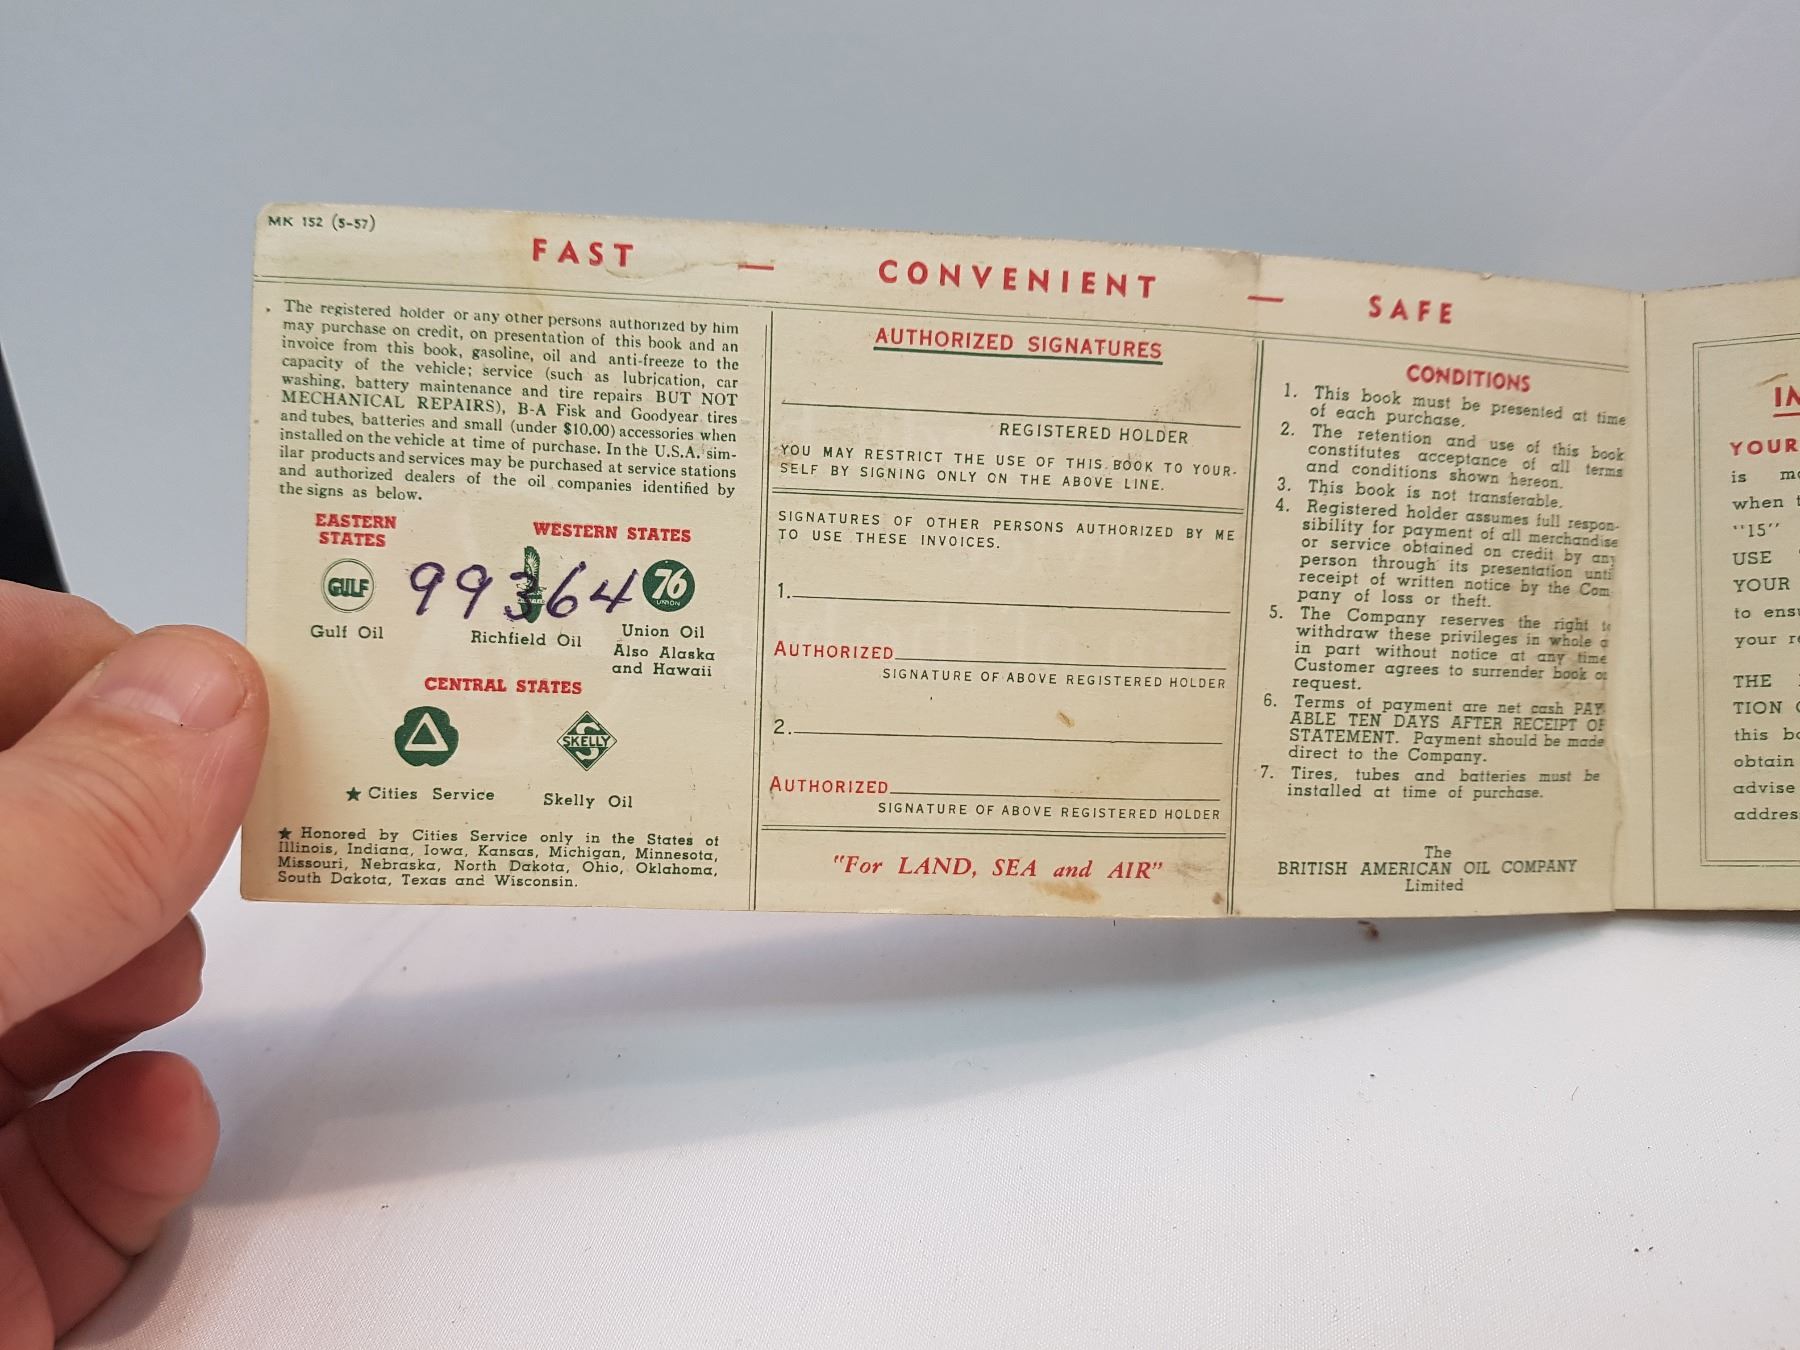 MK 152 (5-57)
FAST — CONVENIENT — SAFE
The registered holder or any other persons authorized by him
may purchase on credit, on presentation of this book and an
invoice from this book, gasoline, oil and anti-freeze to the
capacity of the vehicle; service (such as lubrication, car
washing, battery maintenance and tire repairs BUT NOT
MECHANICAL REPAIRS), B-A Fisk and Goodyear tires
and tubes, batteries and small (under $10.00) accessories when
installed on the vehicle at time of purchase. In the U.S.A. sim-
ilar products and services may be purchased at service stations
and authorized dealers of the oil companies identified by
the signs as below.
EASTERN
STATES
WESTERN STATES
GULF
99364
76
UNION
Gulf Oil
Richfield Oil
Union Oil
Also Alaska
and Hawaii
CENTRAL STATES
SKELLY
★ Cities Service
Skelly Oil
★ Honored by Cities Service only in the States of
Illinois, Indiana, Iowa, Kansas, Michigan, Minnesota,
Missouri, Nebraska, North Dakota, Ohio, Oklahoma,
South Dakota, Texas and Wisconsin.
AUTHORIZED SIGNATURES
REGISTERED HOLDER
YOU MAY RESTRICT THE USE OF THIS BOOK TO YOUR-
SELF BY SIGNING ONLY ON THE ABOVE LINE.
SIGNATURES OF OTHER PERSONS AUTHORIZED BY ME
TO USE THESE INVOICES.
1.
AUTHORIZED
SIGNATURE OF ABOVE REGISTERED HOLDER
2.
AUTHORIZED
SIGNATURE OF ABOVE REGISTERED HOLDER
"For LAND, SEA and AIR"
CONDITIONS
1. This book must be presented at time
of each purchase.
2. The retention and use of this book
constitutes acceptance of all terms
and conditions shown hereon.
3. This book is not transferable.
4. Registered holder assumes full respon-
sibility for payment of all merchandise
or service obtained on credit by any
person through its presentation until
receipt of written notice by the Com
pany of loss or theft.
5. The Company reserves the right to
withdraw these privileges in whole o
in part without notice at any time
Customer agrees to surrender book o
request.
6. Terms of payment are net cash PAY
ABLE TEN DAYS AFTER RECEIPT OF
STATEMENT. Payment should be made
direct to the Company.
7. Tires, tubes and batteries must be
installed at time of purchase.
The
BRITISH AMERICAN OIL COMPANY
Limited
YOUR
is
when
"15"
USE
YOUR
to
your
THE
TION
this
obtain
advise